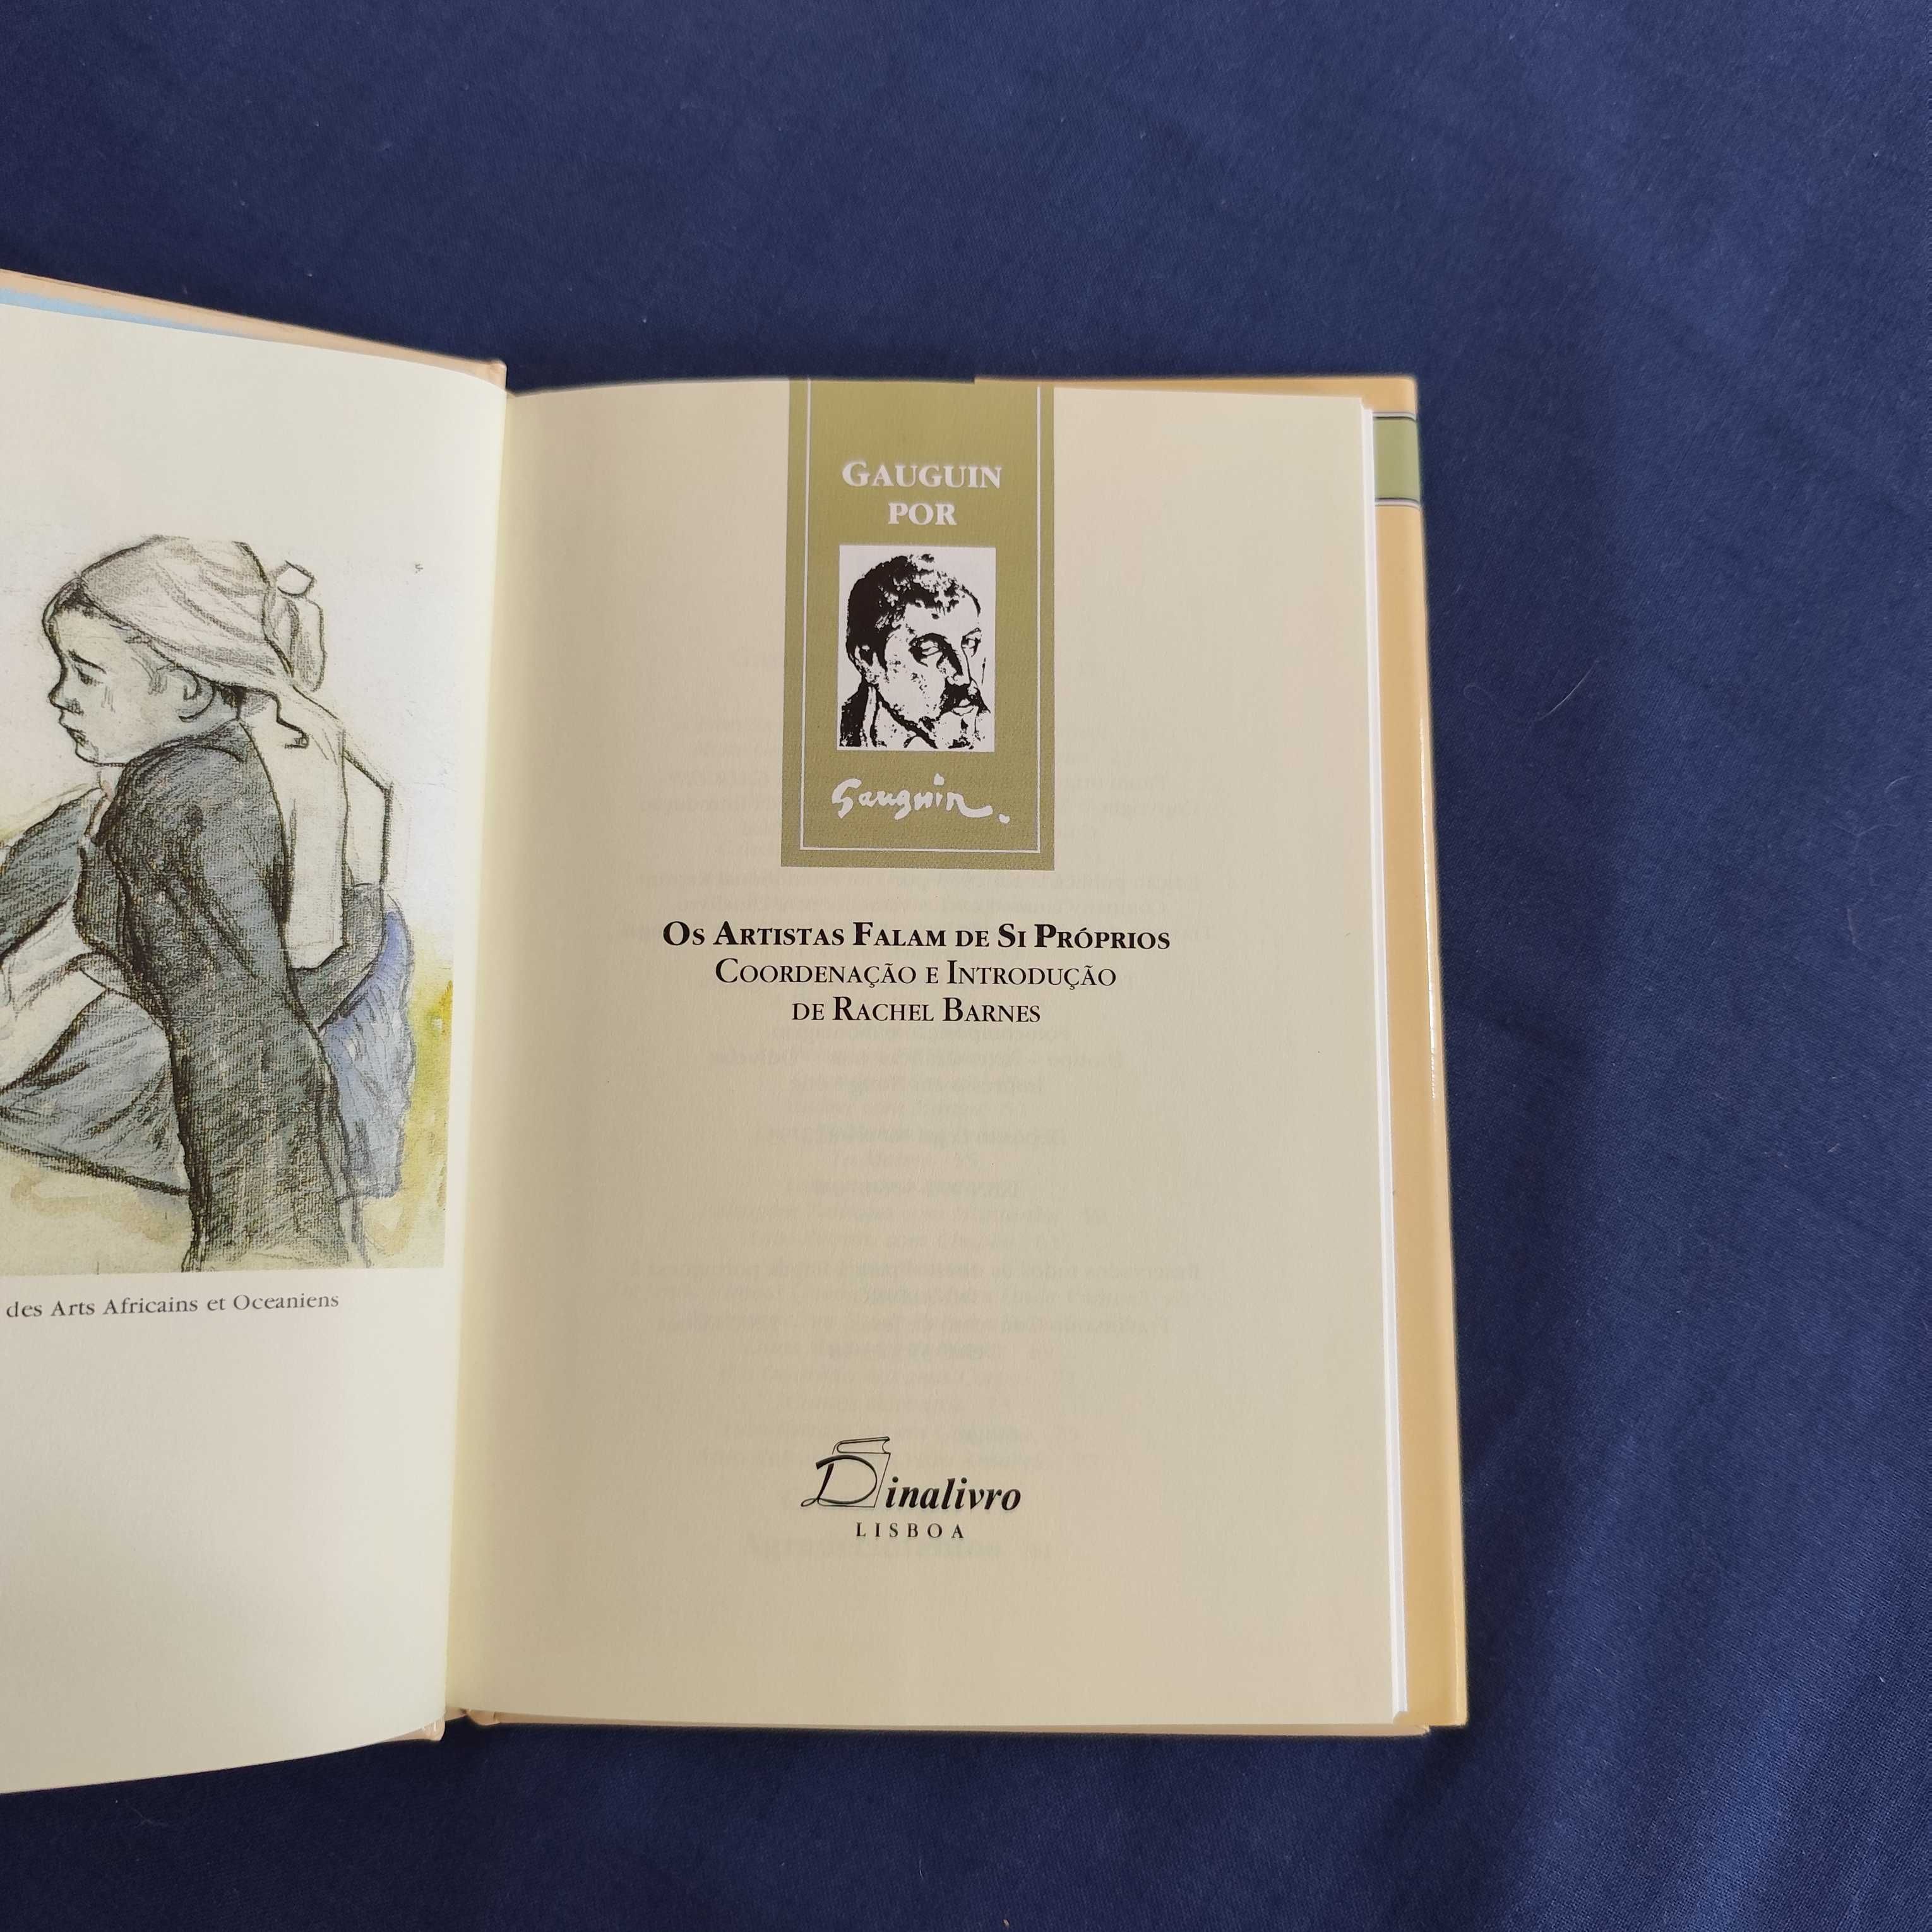 des Arts Africains et Oceaniens
GAUGUIN
POR
Gauguin.
OS ARTISTAS FALAM DE SI PRÓPRIOS
COORDENAÇÃO E INTRODUÇÃO
DE RACHEL BARNES
Dinalivro
LISBOA